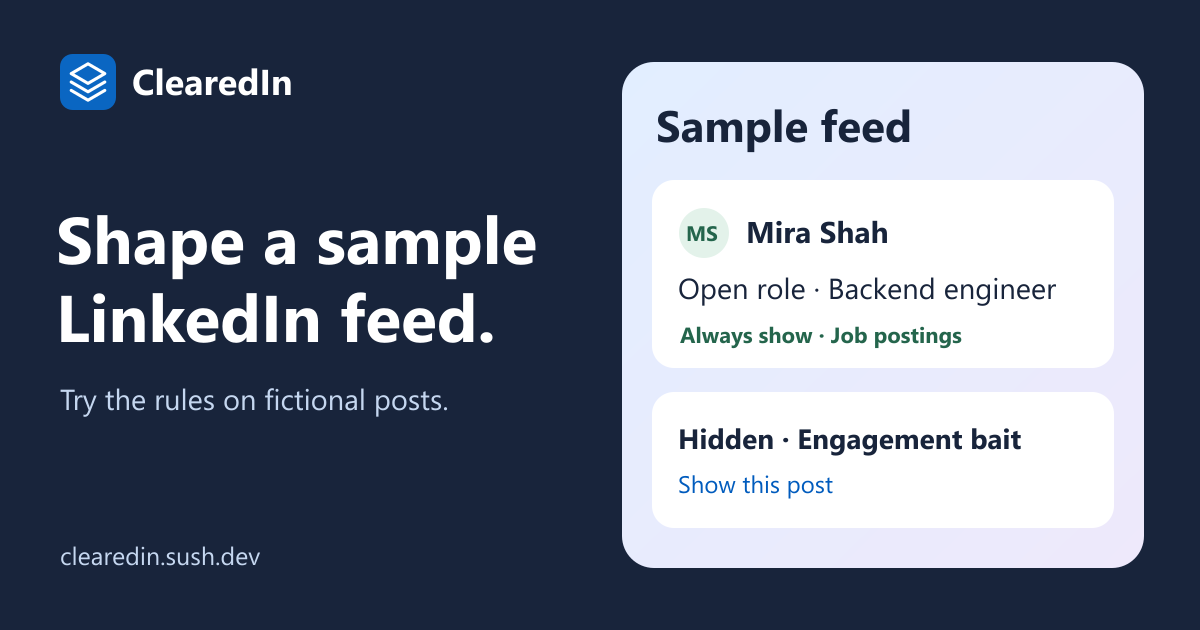 ClearedIn
Shape a sample
LinkedIn feed.
Try the rules on fictional posts.
clearedin.sush.dev
Sample feed
MS
Mira Shah
Open role · Backend engineer
Always show · Job postings
Hidden · Engagement bait
Show this post